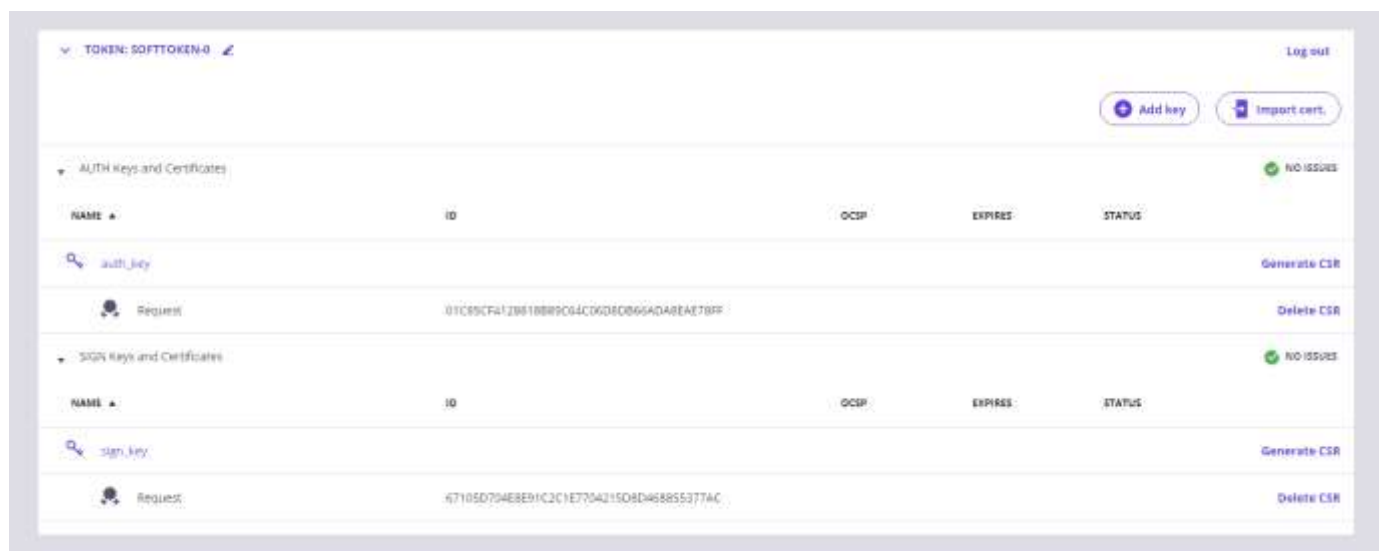 TOKEN: SOFTTOKEN-0 Log out
Add key Import cert.
AUTH Keys and Certificates NO ISSUES
NAME ▲ ID OCSP EXPIRES STATUS
auth_key Generate CSR
Request Delete CSR
SIGN Keys and Certificates NO ISSUES
NAME ▲ ID OCSP EXPIRES STATUS
sign_key Generate CSR
Request 67105D704E8E91C2C1E7704215D8D468855377AC Delete CSR